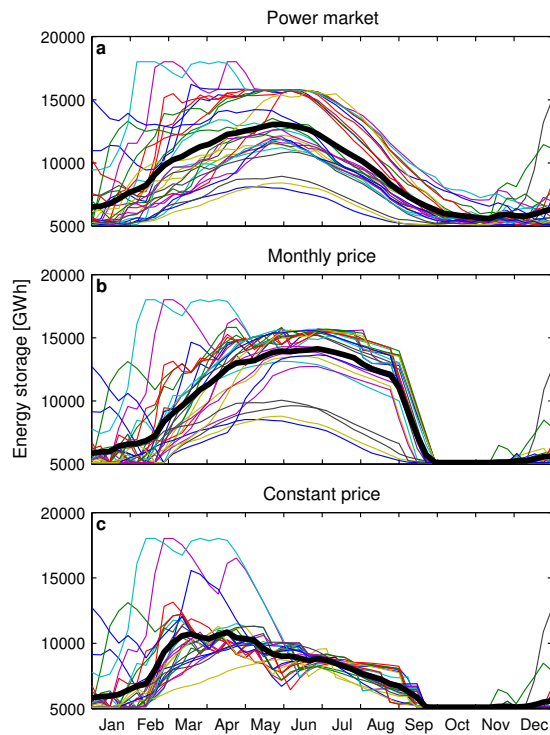 Power market
a
20000
15000
10000
5000
Monthly price
b
20000
15000
10000
5000
Energy storage [GWh]
Constant price
c
20000
15000
10000
5000
Jan Feb Mar Apr May Jun Jul Aug Sep Oct Nov Dec